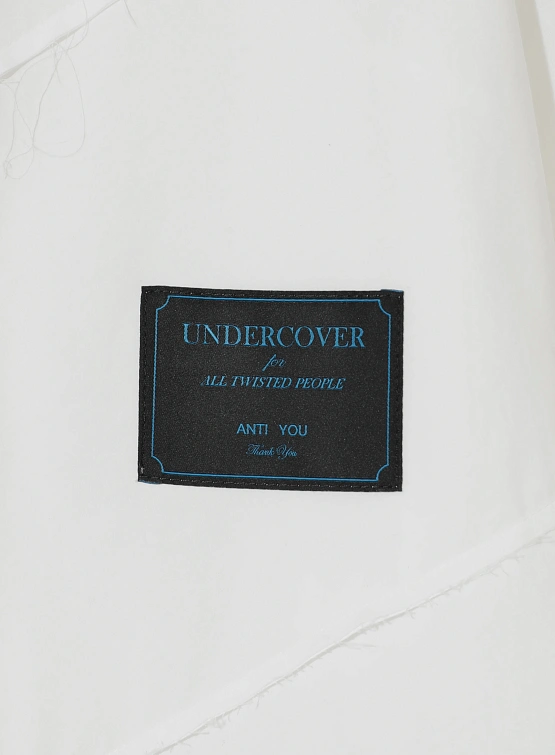 UNDERCOVER
for
ALL TWISTED PEOPLE
ANTI YOU
Thank You